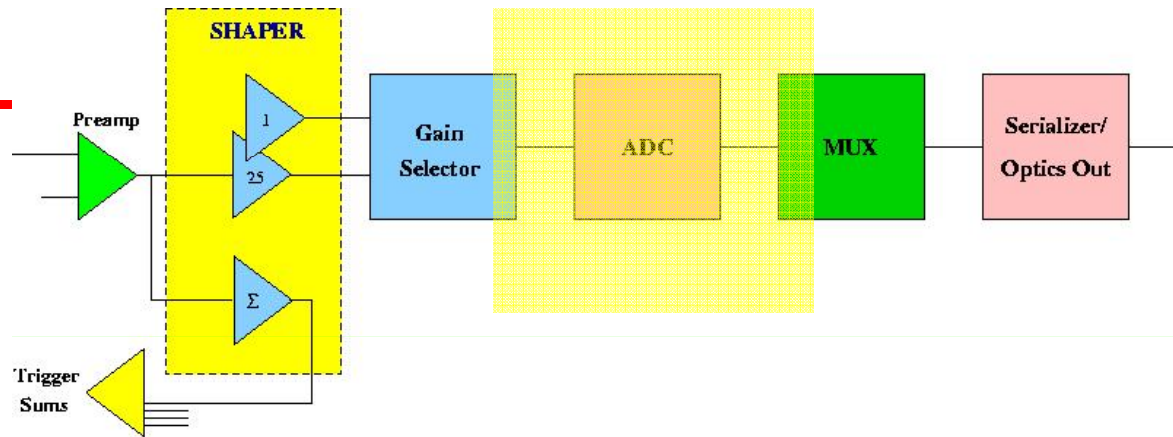 SHAPER
Preamp
1
25
Σ
Gain
Selector
ADC
MUX
Serializer/
Optics Out
Trigger
Sums